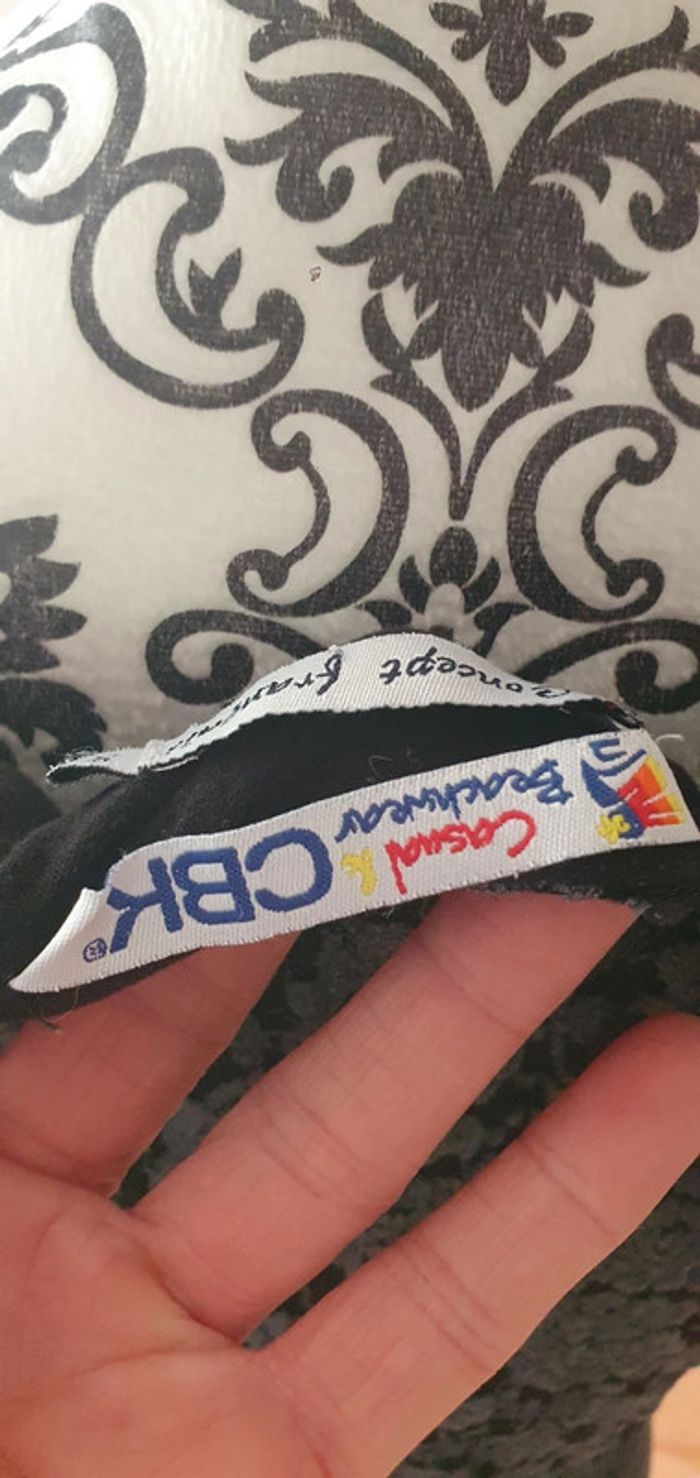 Concept
Casual &
Beachwear
CBK®